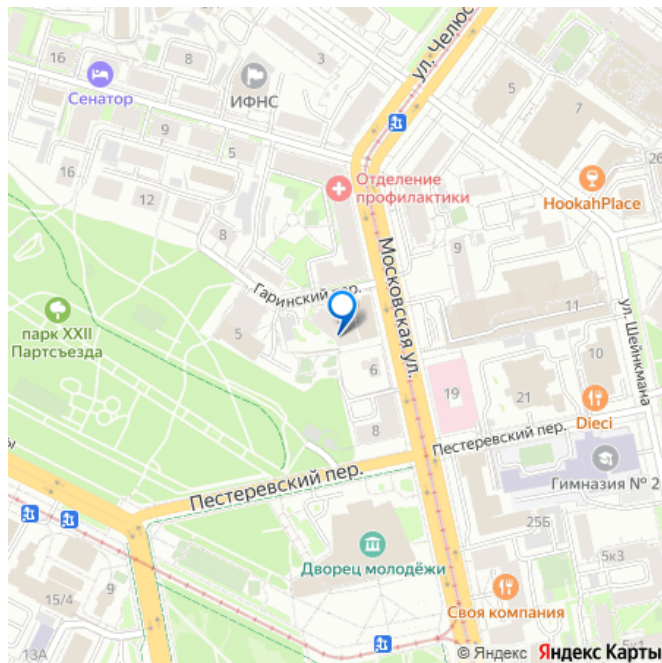 16
8
3
ул. Челюс
Сенатор
ИФНС
5
7
9
5
26
16
12
Отделение
профилактики
HookahPlace
8
Московская ул.
9
Гаринский пер.
ул. Шейнкмана
парк XXII
Партсъезда
5
11
6
10
19
21
Dieci
8
Пестеревский пер.
ы
Пестеревский пер.
Гимназия № 2
25Б
Дворец молодёжи
5к3
15/4
9
Своя компания
13А
5к1
© Яндекс Яндекс Карты